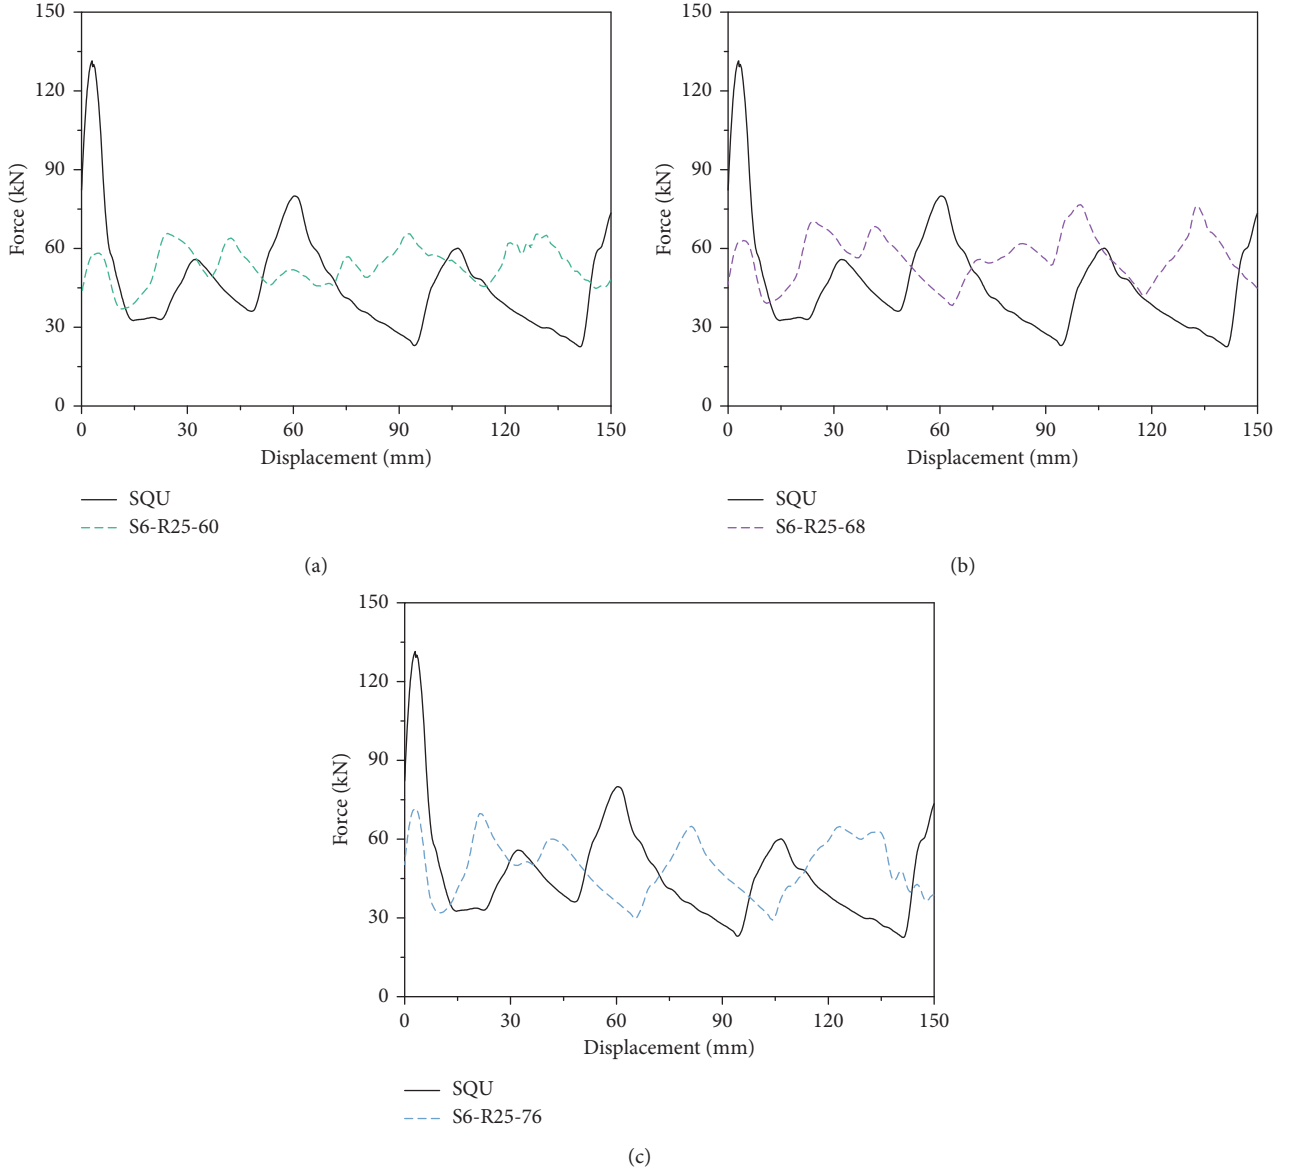 150
120
90
60
30
0
Force (kN)
0 30 60 90 120 150
Displacement (mm)
SQU
S6-R25-60
(a)
150
120
90
60
30
0
Force (kN)
0 30 60 90 120 150
Displacement (mm)
SQU
S6-R25-68
(b)
150
120
90
60
30
0
Force (kN)
0 30 60 90 120 150
Displacement (mm)
SQU
S6-R25-76
(c)